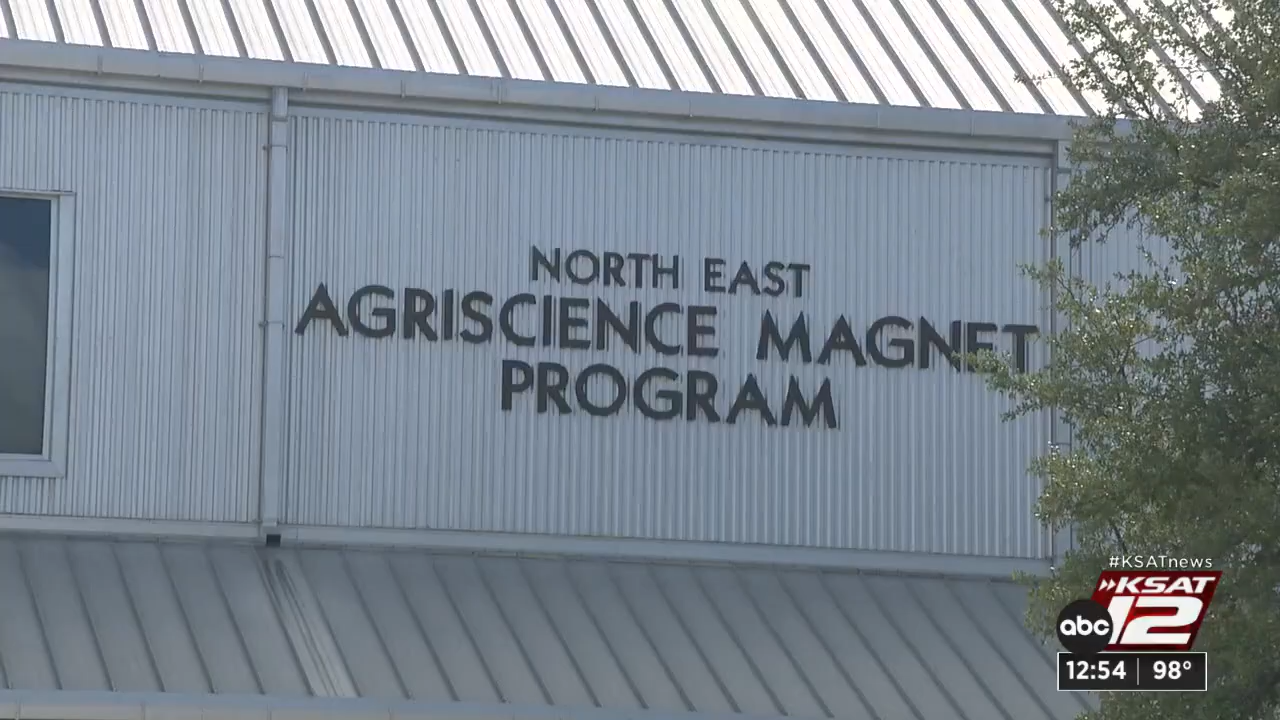 NORTH EAST
AGRISCIENCE MAGNET
PROGRAM
#KSATnews
KSAT
abc 12
12:54 98°